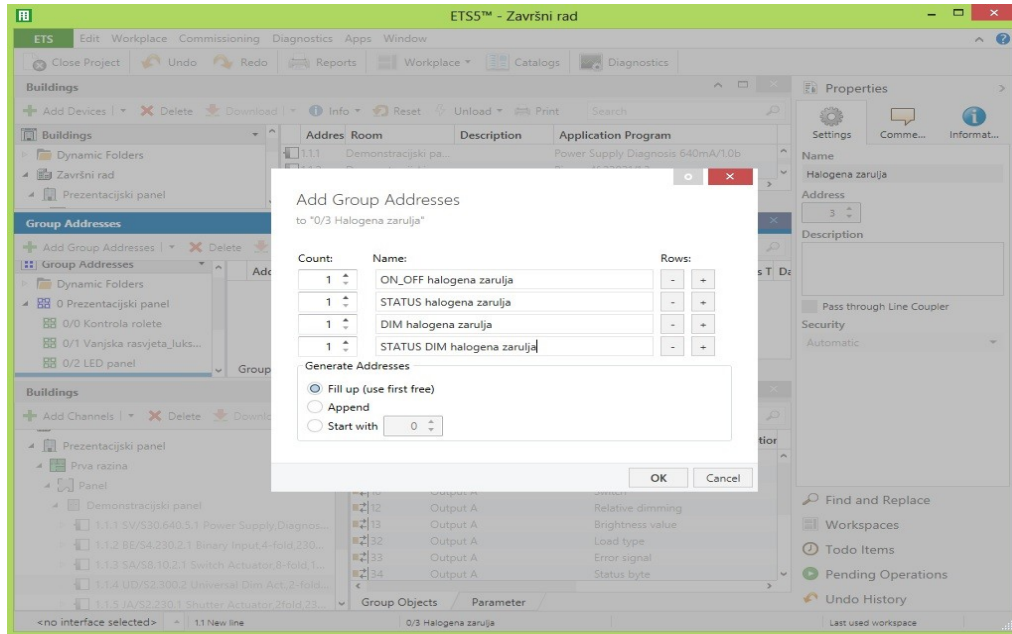 ETS5™ - Završni rad
ETS Edit Workplace Commissioning Diagnostics Apps Window
Close Project Undo Redo Reports Workplace Catalogs Diagnostics
Buildings
Add Devices Delete Download Info Reset Unload Print Search
Buildings
Dynamic Folders
Završni rad
Prezentacijski panel
Addres Room Description Application Program
1.1.1 Demonstracijski pa... Power Supply Diagnosis 640mA/1.0b
Group Addresses
Add Group Addresses Delete
Group Addresses
Dynamic Folders
0 Prezentacijski panel
0/0 Kontrola rolete
0/1 Vanjska rasvjeta_luks...
0/2 LED panel
Add
s T Da
Group
Add Group Addresses
to "0/3 Halogena zarulja"
Count: Name: Rows:
1 ON_OFF halogena zarulja - +
1 STATUS halogena zarulja - +
1 DIM halogena zarulja - +
1 STATUS DIM halogena zarulja - +
Generate Addresses
Fill up (use first free)
Append
Start with 0
OK Cancel
Buildings
Add Channels Delete Downlo
Prezentacijski panel
Prva razina
Panel
Demonstracijski panel
1.1.1 SV/S30.640.5.1 Power Supply,Diagnos...
1.1.2 BE/S4.230.2.1 Binary Input,4-fold,230...
1.1.3 SA/S8.10.2.1 Switch Actuator,8-fold,1...
1.1.4 UD/S2.300.2 Universal Dim Act.,2-fold...
1.1.5 JA/S2.230.1 Shutter Actuator 2fold,23...
tion
10 Output A Switch
12 Output A Relative dimming
13 Output A Brightness value
32 Output A Load type
33 Output A Error signal
34 Output A Status byte
Group Objects Parameter
Properties
Settings Comme... Informat...
Name
Halogena zarulja
Address
3
Description
Pass through Line Coupler
Security
Automatic
Find and Replace
Workspaces
Todo Items
Pending Operations
Undo History
<no interface selected> 1.1 New line 0/3 Halogena zarulja Last used workspace